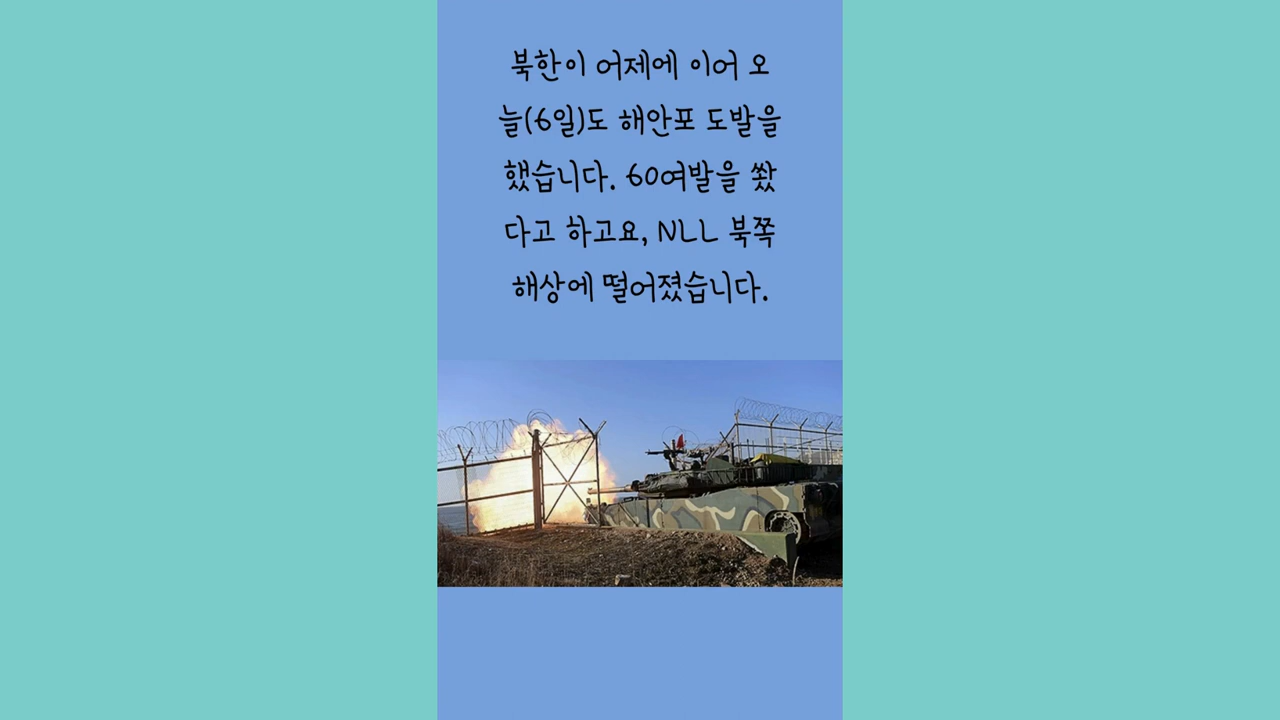 북한이 어제에 이어 오
늘(6일)도 해안포 도발을
했습니다. 60여발을 쐈
다고 하고요, NLL 북쪽
해상에 떨어졌습니다.